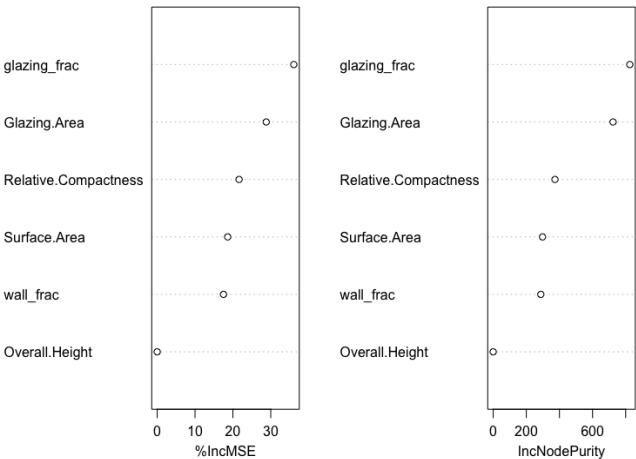 glazing_frac
Glazing.Area
Relative.Compactness
Surface.Area
wall_frac
Overall.Height
0 10 20 30
%IncMSE
glazing_frac
Glazing.Area
Relative.Compactness
Surface.Area
wall_frac
Overall.Height
0 200 600
IncNodePurity